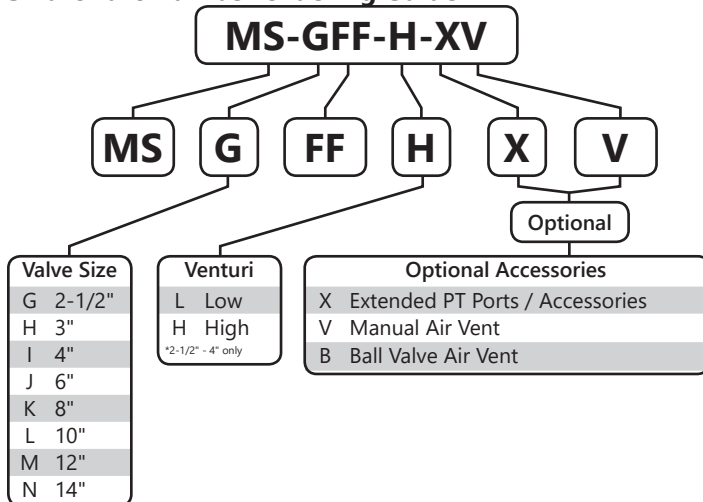 MS-GFF-H-XV
MS G FF H X V
Optional
Valve Size
G 2-1/2"
H 3"
I 4"
J 6"
K 8"
L 10"
M 12"
N 14"
Venturi
L Low
H High
*2-1/2" - 4" only
Optional Accessories
X Extended PT Ports / Accessories
V Manual Air Vent
B Ball Valve Air Vent